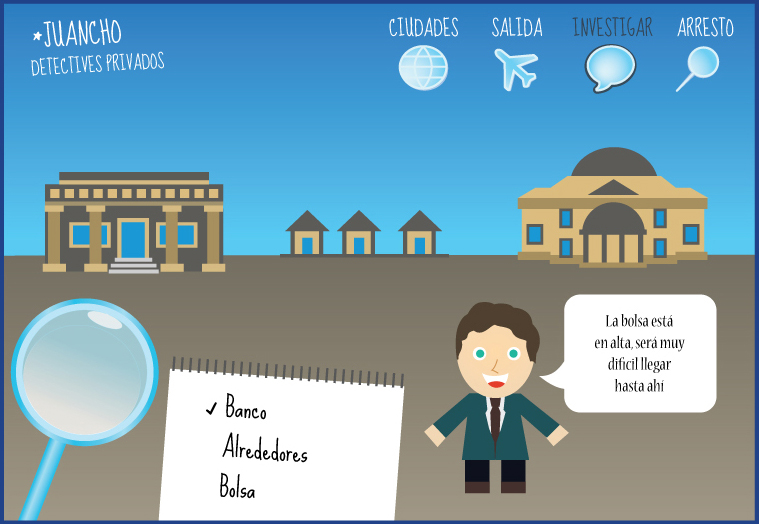 *JUANCHO
DETECTIVES PRIVADOS
CIUDADES
SALIDA
INVESTIGAR
ARRESTO
La bolsa está
en alta, será muy
dificil llegar
hasta ahí
✓ Banco
Alrededores
Bolsa